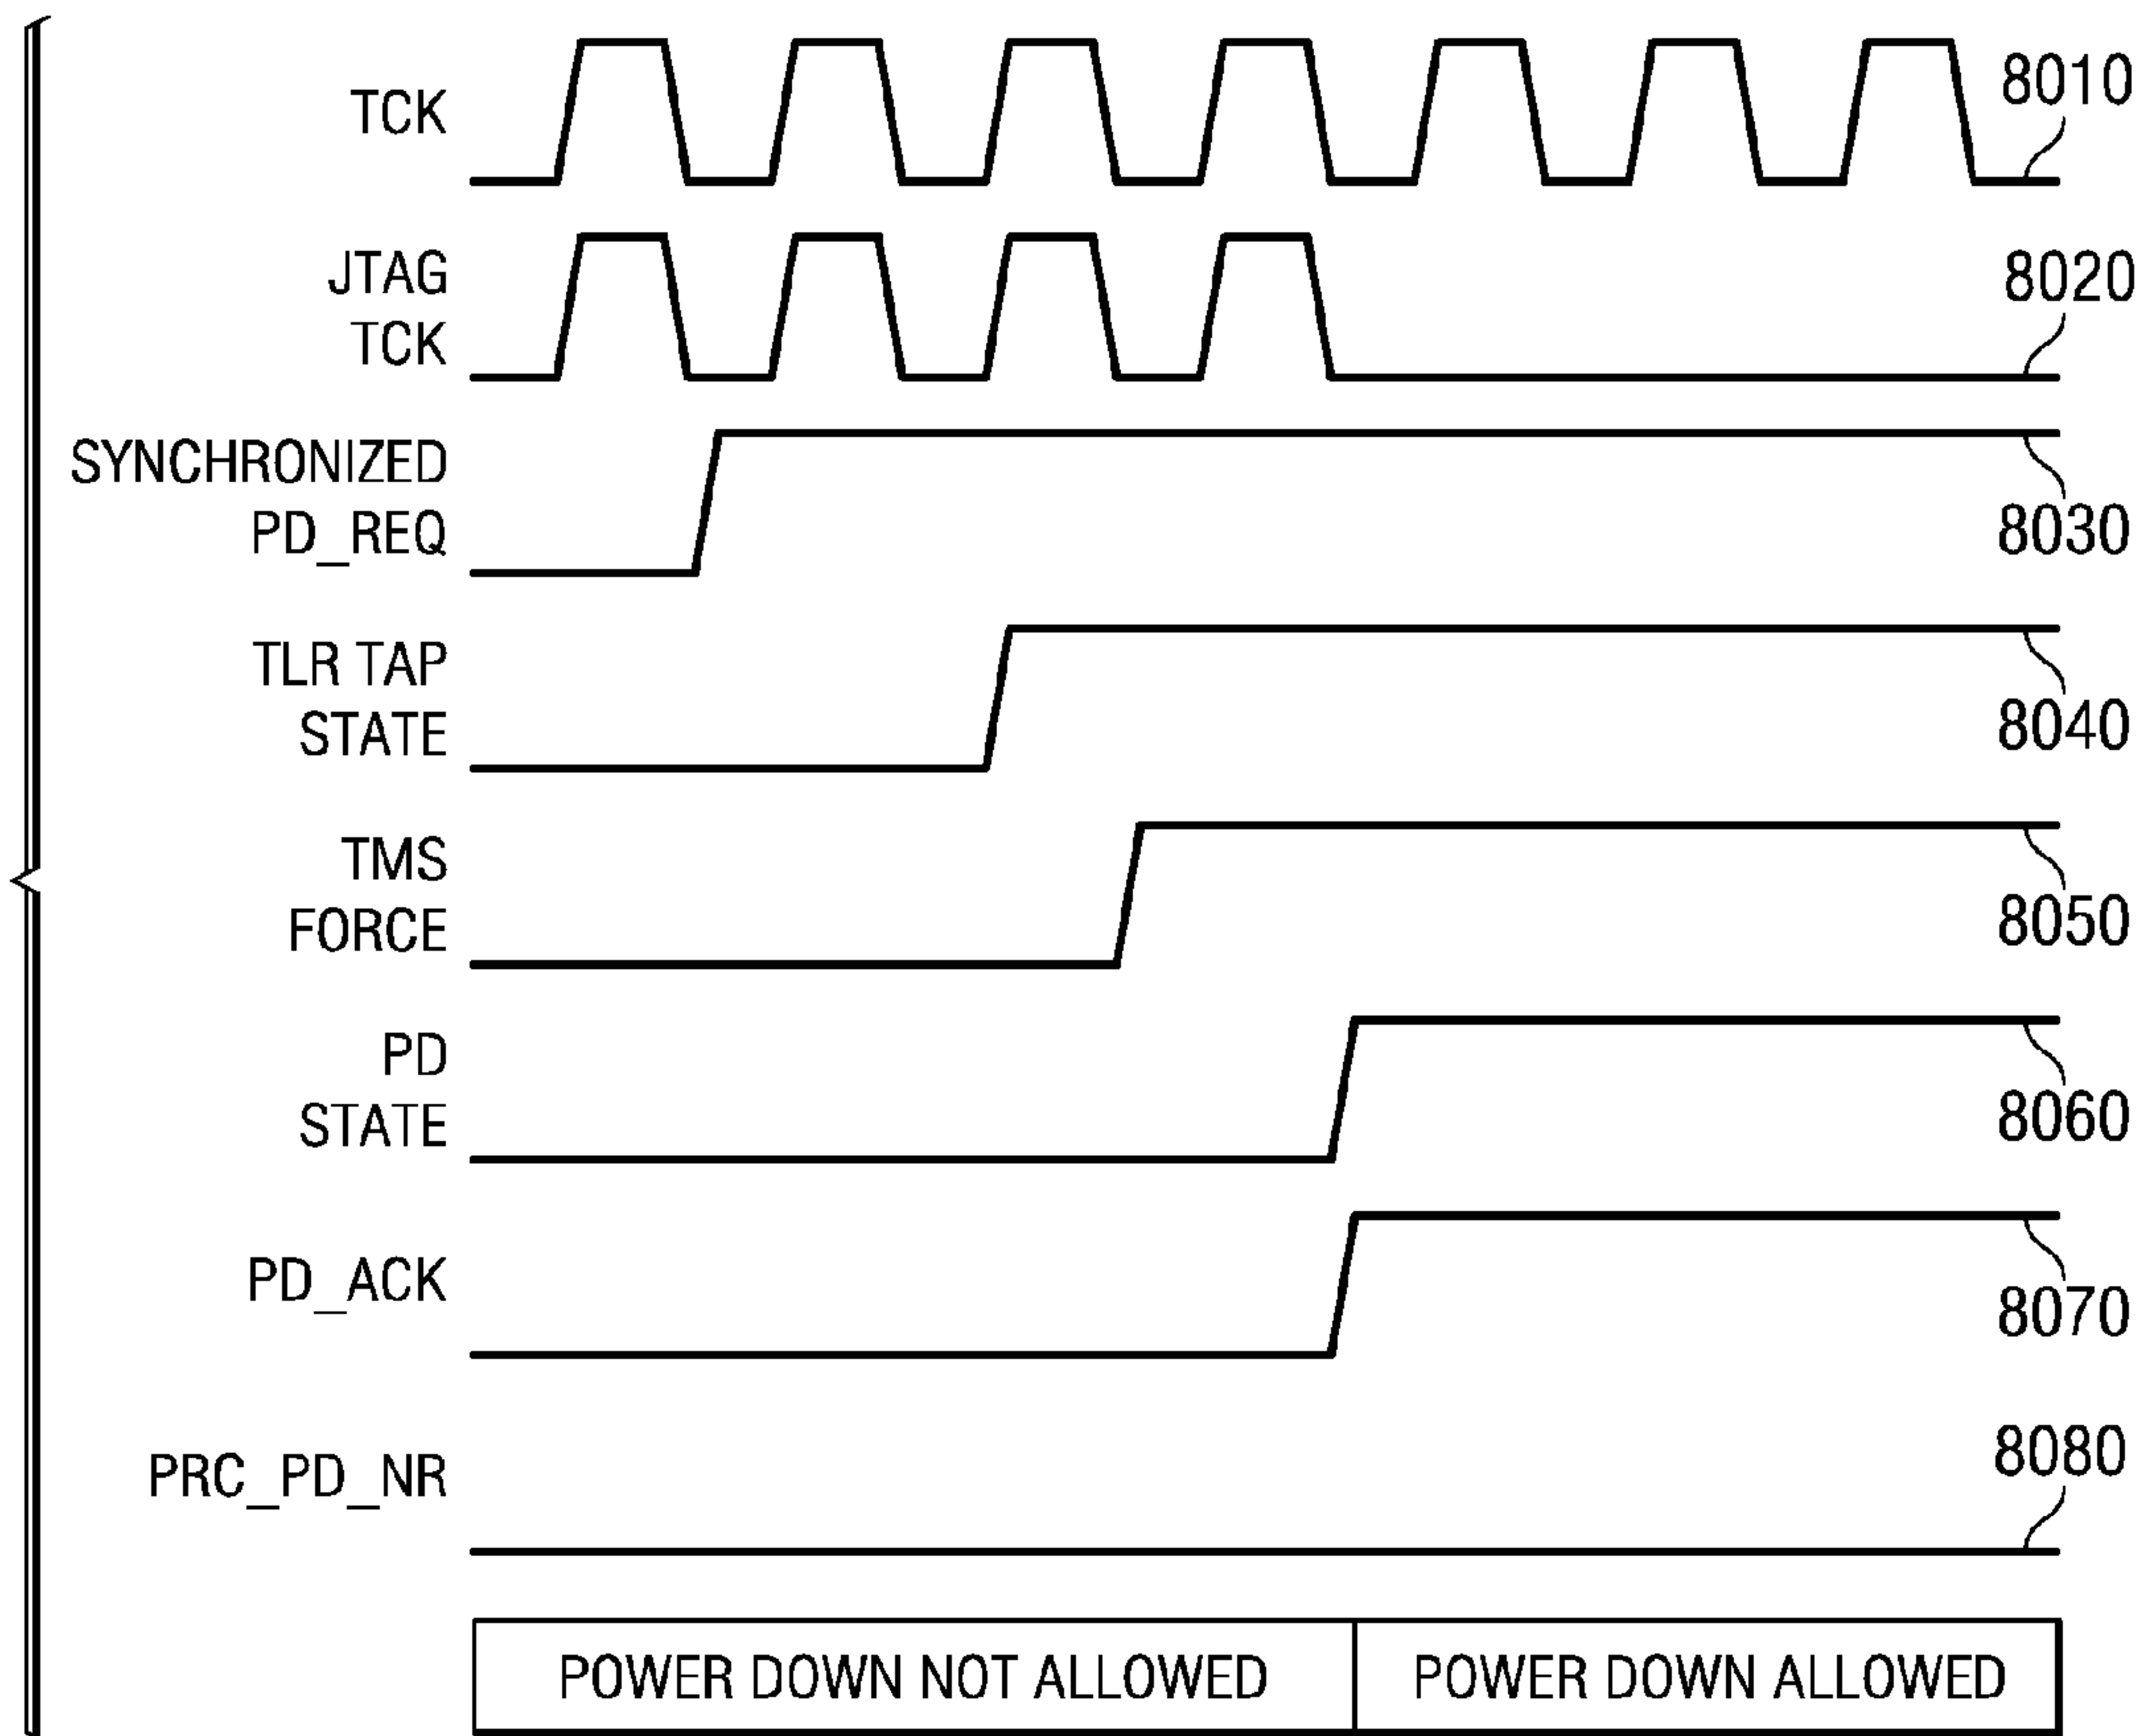 TCK
8010
JTAG
TCK
8020
SYNCHRONIZED
PD_REQ
8030
TLR TAP
STATE
8040
TMS
FORCE
8050
PD
STATE
8060
PD_ACK
8070
PRC_PD_NR
8080
POWER DOWN NOT ALLOWED
POWER DOWN ALLOWED